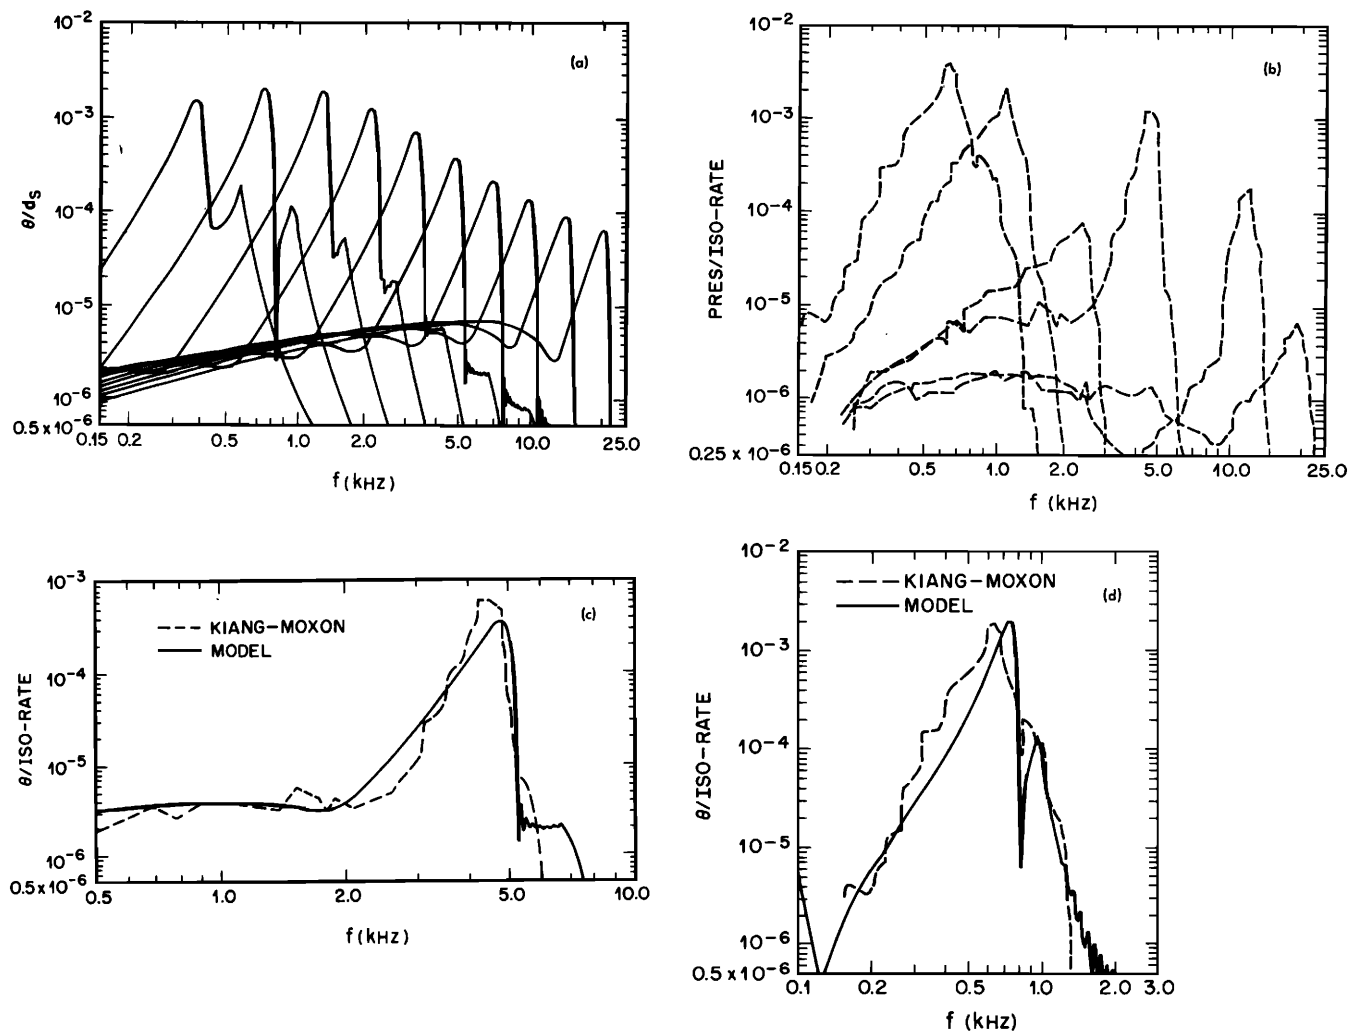 (a)
10⁻²
10⁻³
10⁻⁴
10⁻⁵
10⁻⁶
0.5 x 10⁻⁶
θ/dS
0.15 0.2 0.5 1.0 2.0 5.0 10.0 25.0
f (kHz)
(b)
10⁻²
10⁻³
10⁻⁴
10⁻⁵
10⁻⁶
0.25 x 10⁻⁶
PRES/ISO-RATE
0.15 0.2 0.5 1.0 2.0 5.0 10.0 25.0
f (kHz)
(c)
10⁻³
10⁻⁴
10⁻⁵
10⁻⁶
0.5 x 10⁻⁶
θ/ISO-RATE
KIANG-MOXON
MODEL
0.5 1.0 2.0 5.0 10.0
f (kHz)
(d)
10⁻²
10⁻³
10⁻⁴
10⁻⁵
10⁻⁶
0.5 x 10⁻⁶
θ/ISO-RATE
KIANG-MOXON
MODEL
0.1 0.2 0.5 1.0 2.0 3.0
f (kHz)